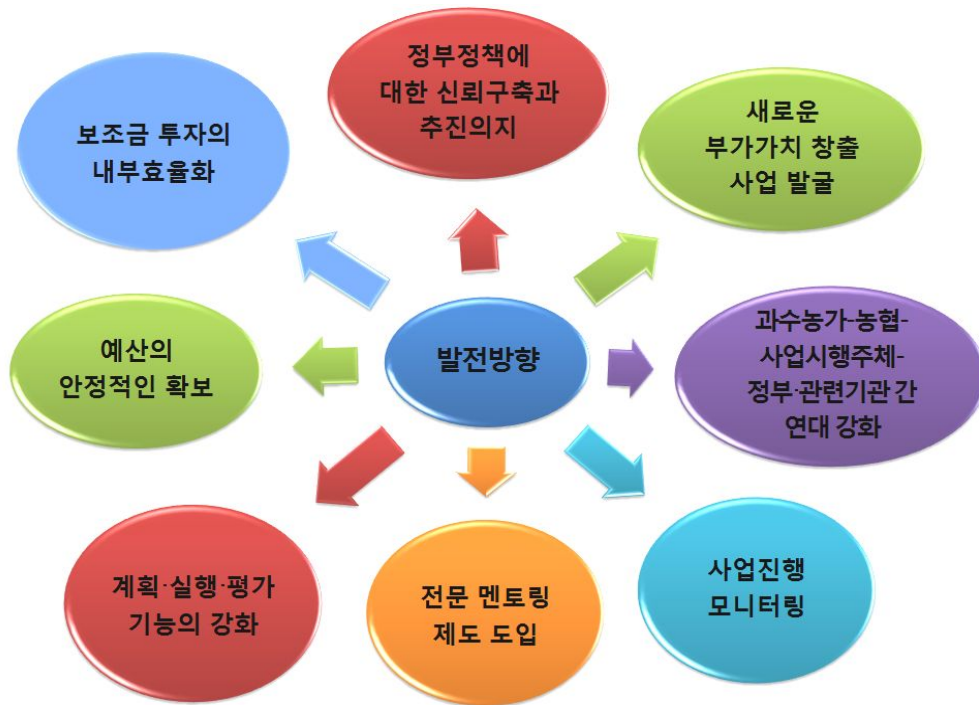 정부정책에
대한 신뢰구축과
추진의지
보조금 투자의
내부효율화
새로운
부가가치 창출
사업 발굴
예산의
안정적인 확보
발전방향
과수농가-농협-
사업시행주체-
정부·관련기관 간
연대 강화
계획·실행·평가
기능의 강화
전문 멘토링
제도 도입
사업진행
모니터링